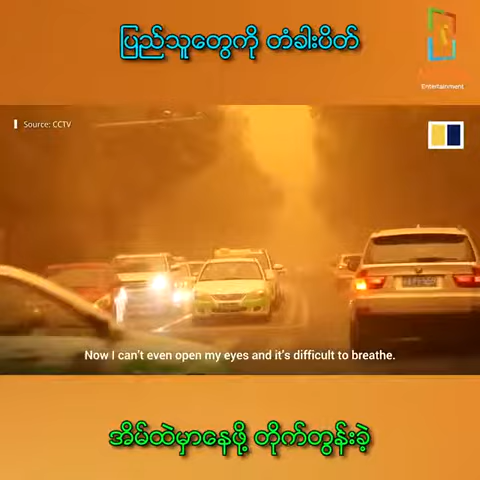 ပြည်သူတွေကို တံခါးပိတ်
Entertainment
Source: CCTV
Now I can't even open my eyes and it's difficult to breathe.
အိမ်ထဲမှာနေဖို့ တိုက်တွန်းခဲ့